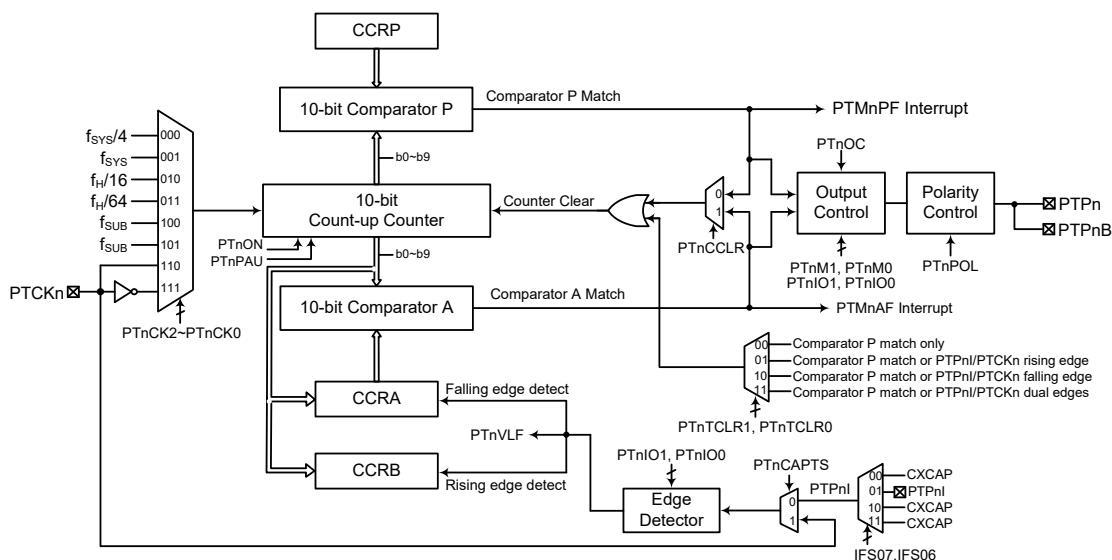 CCRP
10-bit Comparator P
Comparator P Match
PTMnPF Interrupt
b0~b9
fSYS/4
fSYS
fH/16
fH/64
fSUB
fSUB
000
001
010
011
100
101
110
111
PTCKn
PTnCK2~PTnCK0
10-bit
Count-up Counter
PTnON
PTnPAU
b0~b9
Counter Clear
0
1
PTnCCLR
PTnOC
Output
Control
PTnM1, PTnM0
PTnIO1, PTnIO0
Polarity
Control
PTnPOL
PTPn
PTPnB
10-bit Comparator A
Comparator A Match
PTMnAF Interrupt
00
01
10
11
Comparator P match only
Comparator P match or PTPnI/PTCKn rising edge
Comparator P match or PTPnI/PTCKn falling edge
Comparator P match or PTPnI/PTCKn dual edges
PTnTCLR1, PTnTCLR0
CCRA
Falling edge detect
PTnVLF
CCRB
Rising edge detect
PTnIO1, PTnIO0
Edge
Detector
PTnCAPTS
0
1
PTPnI
00
01
10
11
CXCAP
PTPnI
CXCAP
CXCAP
IFS07,IFS06